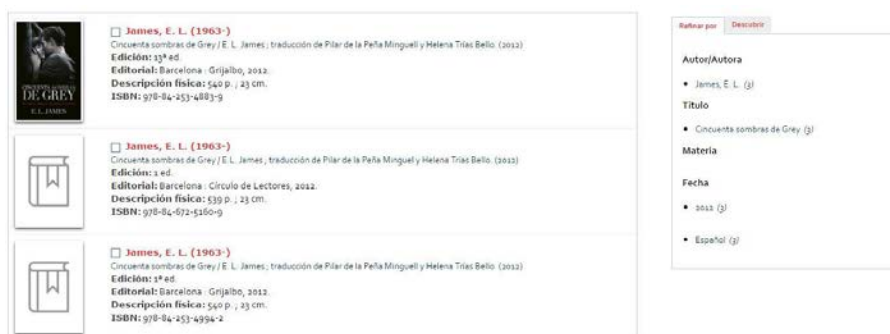 James, E. L. (1963-)
Cincuenta sombras de Grey / E. L. James ; traducción de Pilar de la Peña Minguell y Helena Trías Bello. (2012)
Edición: 13ª ed.
Editorial: Barcelona : Grijalbo, 2012.
Descripción física: 540 p. ; 23 cm.
ISBN: 978-84-253-4883-9
CINCUENTA SOMBRAS
DE GREY
E L JAMES
James, E. L. (1963-)
Cincuenta sombras de Grey / E. L. James ; traducción de Pilar de la Peña Minguell y Helena Trías Bello. (2012)
Edición: 1 ed.
Editorial: Barcelona : Círculo de Lectores, 2012.
Descripción física: 539 p. ; 23 cm.
ISBN: 978-84-672-5160-9
James, E. L. (1963-)
Cincuenta sombras de Grey / E. L. James ; traducción de Pilar de la Peña Minguell y Helena Trías Bello. (2012)
Edición: 1ª ed.
Editorial: Barcelona : Grijalbo, 2012.
Descripción física: 540 p. ; 23 cm.
ISBN: 978-84-253-4994-2
Refinar por
Descubrir
Autor/Autora
James, E. L. (3)
Título
Cincuenta sombras de Grey (3)
Materia
Fecha
2012 (3)
Español (3)